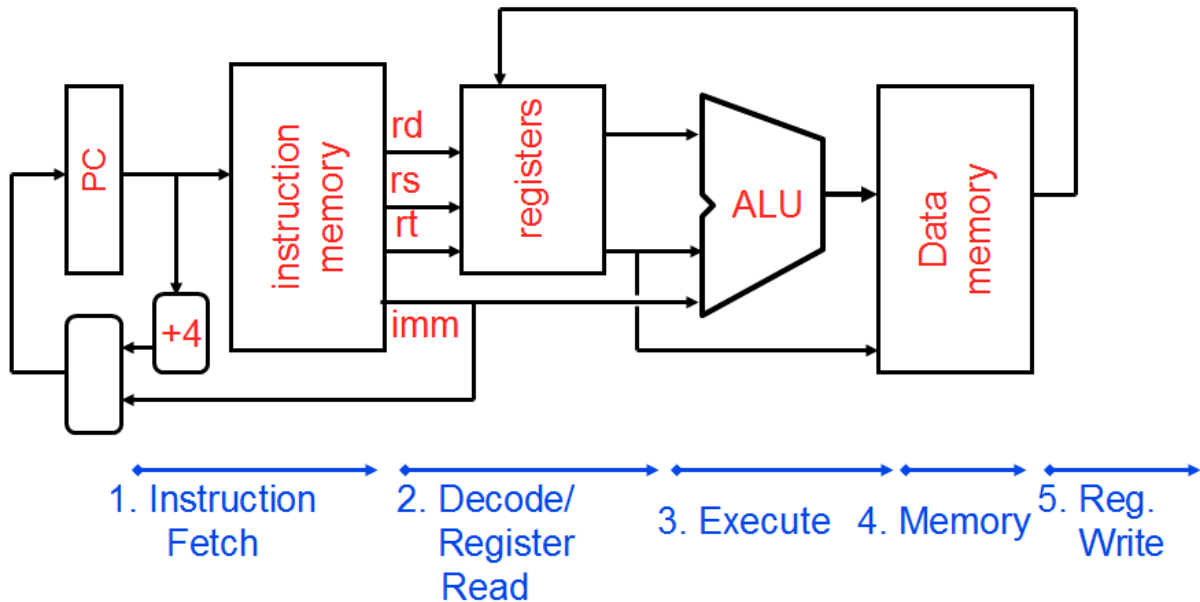 PC
+4
instruction
memory
rd
rs
rt
imm
registers
ALU
Data
memory
1. Instruction
Fetch
2. Decode/
Register
Read
3. Execute
4. Memory
5. Reg.
Write